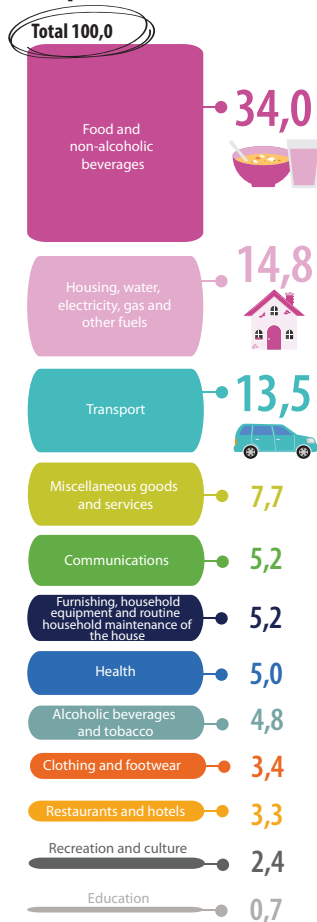 Total 100,0
Food and
non-alcoholic
beverages
34,0
Housing, water,
electricity, gas and
other fuels
14,8
Transport
13,5
Miscellaneous goods
and services
7,7
Communications
5,2
Furnishing, household
equipment and routine
household maintenance of
the house
5,2
Health
5,0
Alcoholic beverages
and tobacco
4,8
Clothing and footwear
3,4
Restaurants and hotels
3,3
Recreation and culture
2,4
Education
0,7